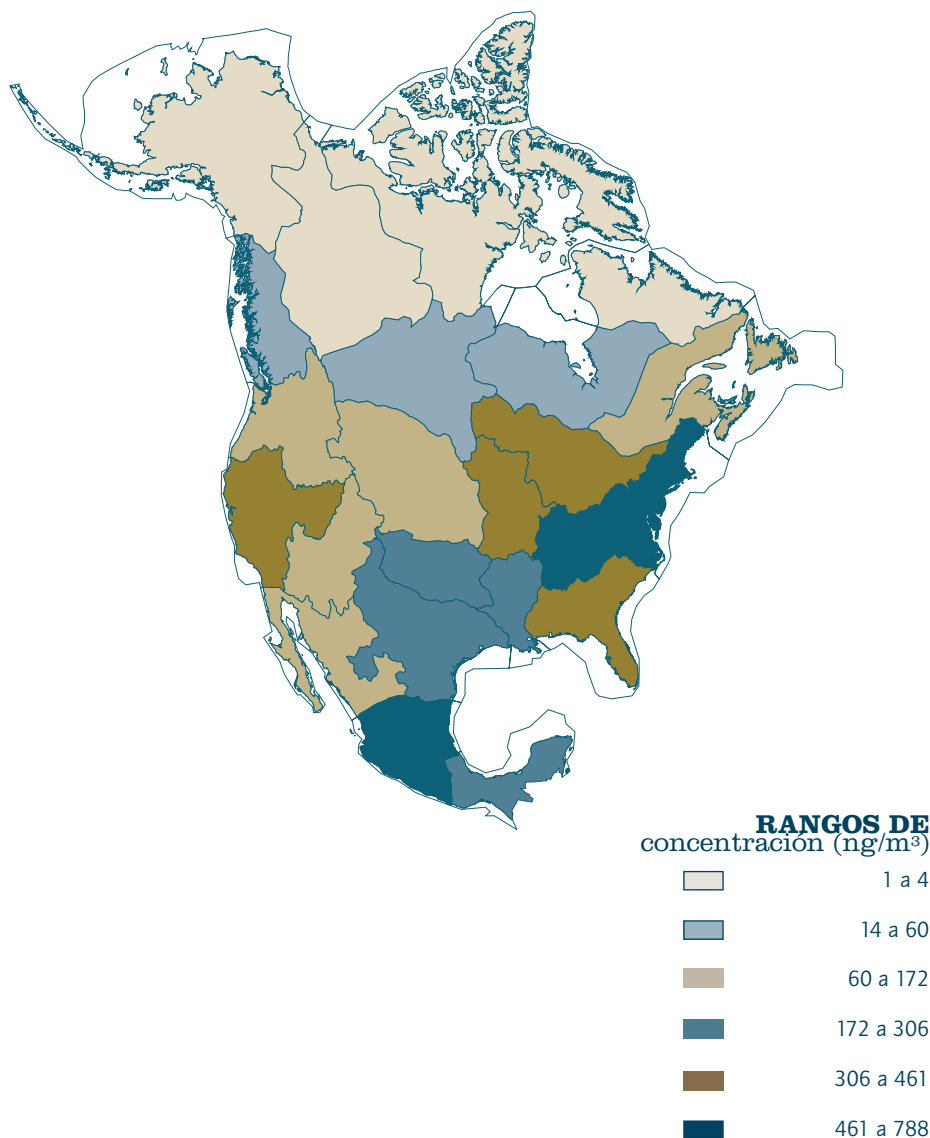 RANGOS DE
concentración (ng/m³)
1 a 4
14 a 60
60 a 172
172 a 306
306 a 461
461 a 788